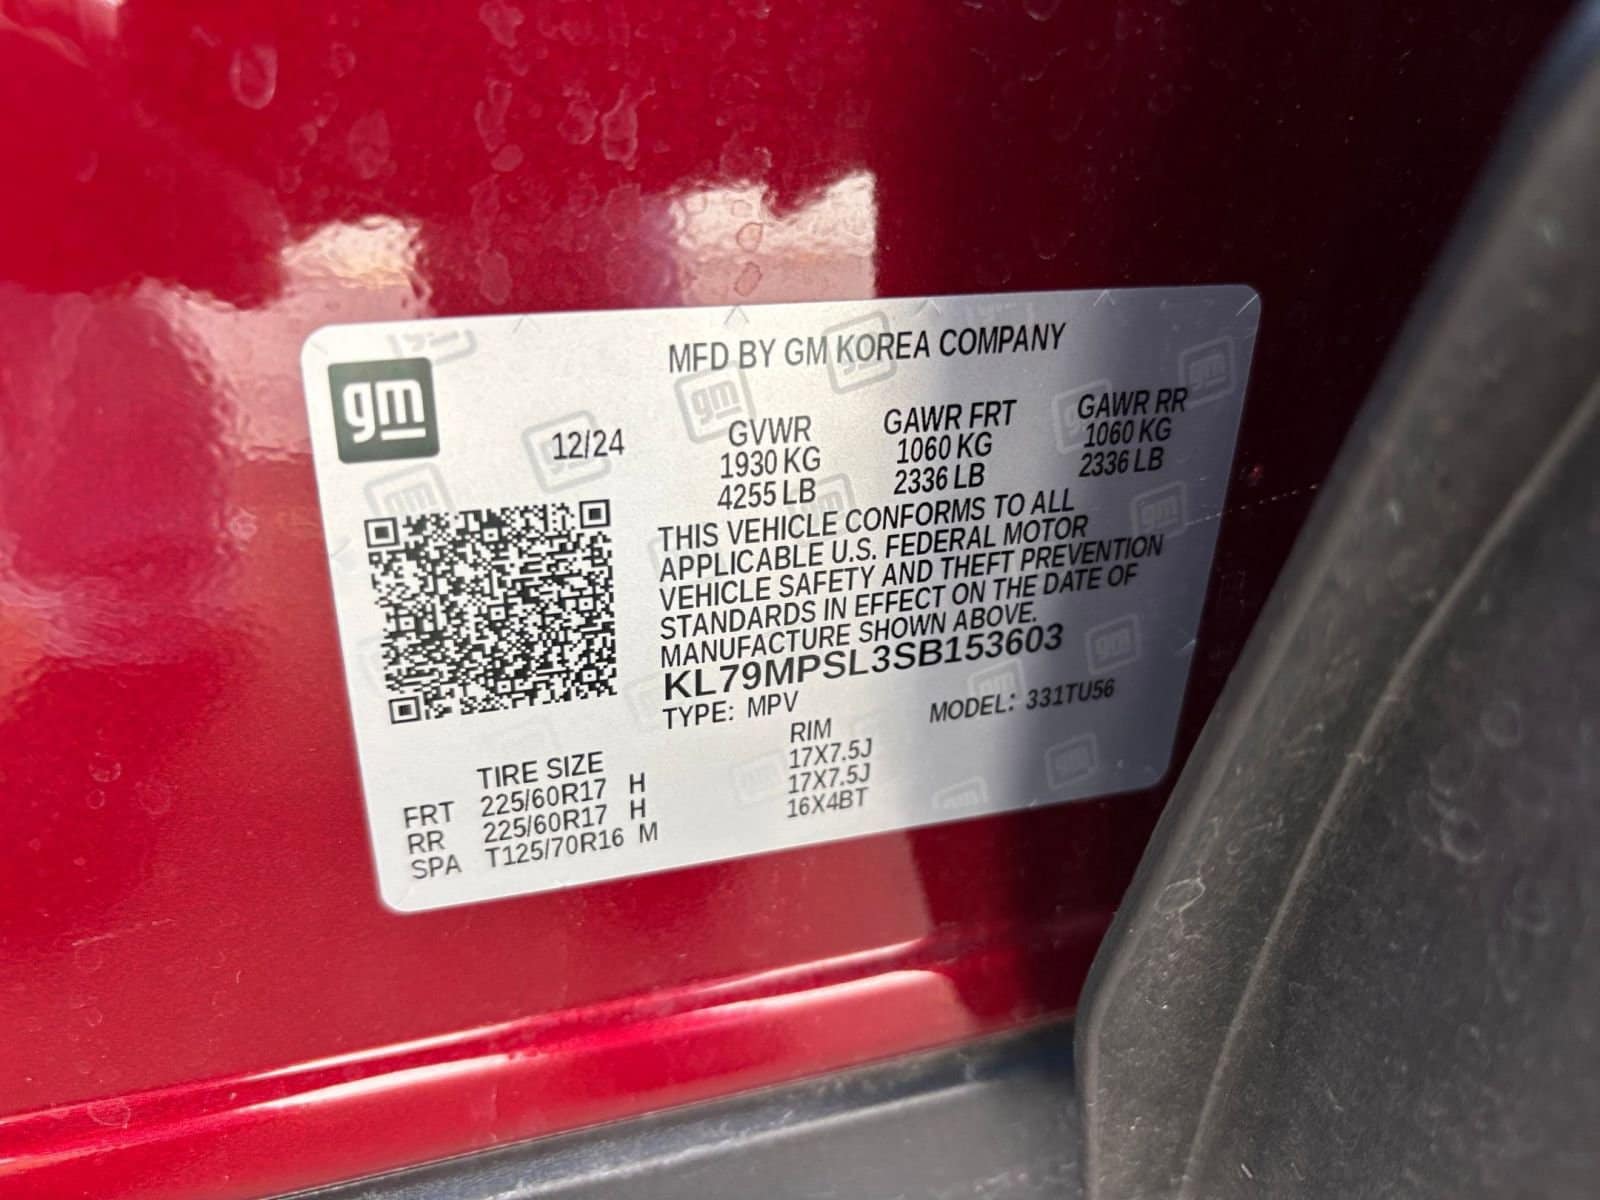 gm
MFD BY GM KOREA COMPANY
12/24
GVWR GAWR FRT GAWR RR
1930 KG 1060 KG 1060 KG
4255 LB 2336 LB 2336 LB
THIS VEHICLE CONFORMS TO ALL
APPLICABLE U.S. FEDERAL MOTOR
VEHICLE SAFETY AND THEFT PREVENTION
STANDARDS IN EFFECT ON THE DATE OF
MANUFACTURE SHOWN ABOVE.
KL79MPSL3SB153603
TYPE: MPV MODEL: 331TU56
TIRE SIZE RIM
FRT 225/60R17 H 17X7.5J
RR 225/60R17 H 17X7.5J
SPA T125/70R16 M 16X4BT